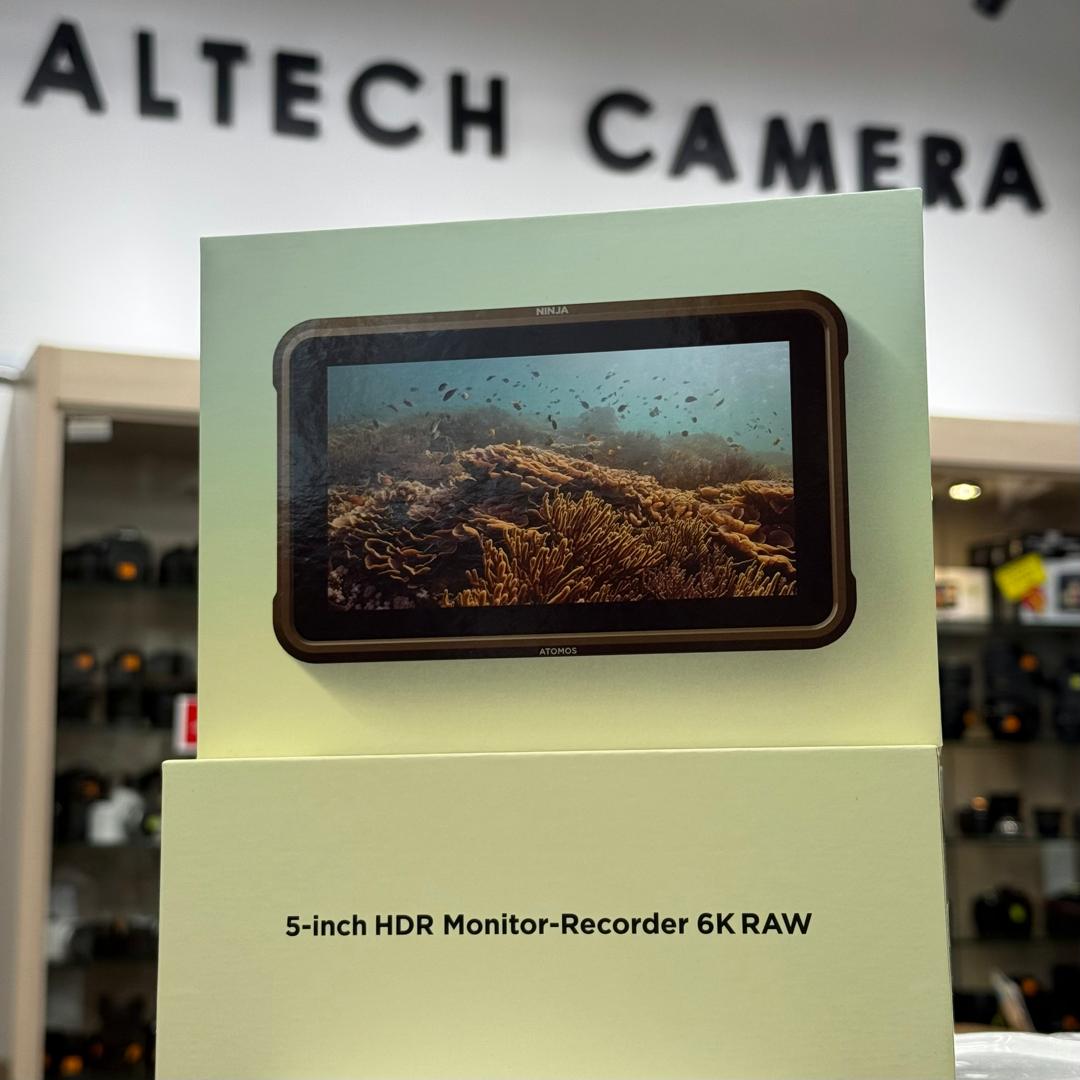 ALTECH CAMERA
NINJA
ATOMOS
5-inch HDR Monitor-Recorder 6K RAW